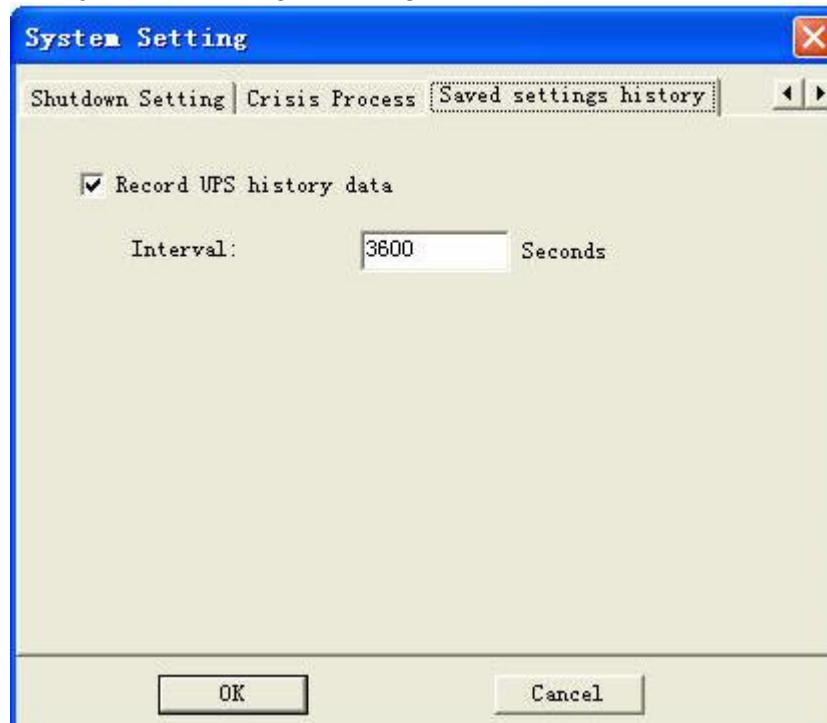 System Setting
Shutdown Setting Crisis Process Saved settings history
Record UPS history data
Interval: 3600 Seconds
OK Cancel